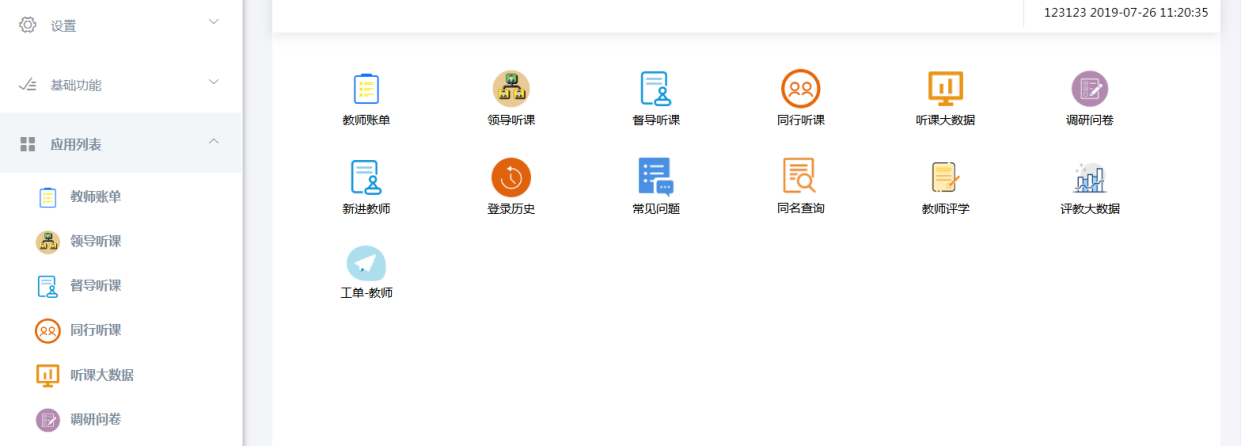 设置
基础功能
应用列表
教师账单
领导听课
督导听课
同行听课
听课大数据
调研问卷
123123 2019-07-26 11:20:35
教师账单 领导听课 督导听课 同行听课 听课大数据 调研问卷
新进教师 登录历史 常见问题 同名查询 教师评学 评教大数据
工单-教师